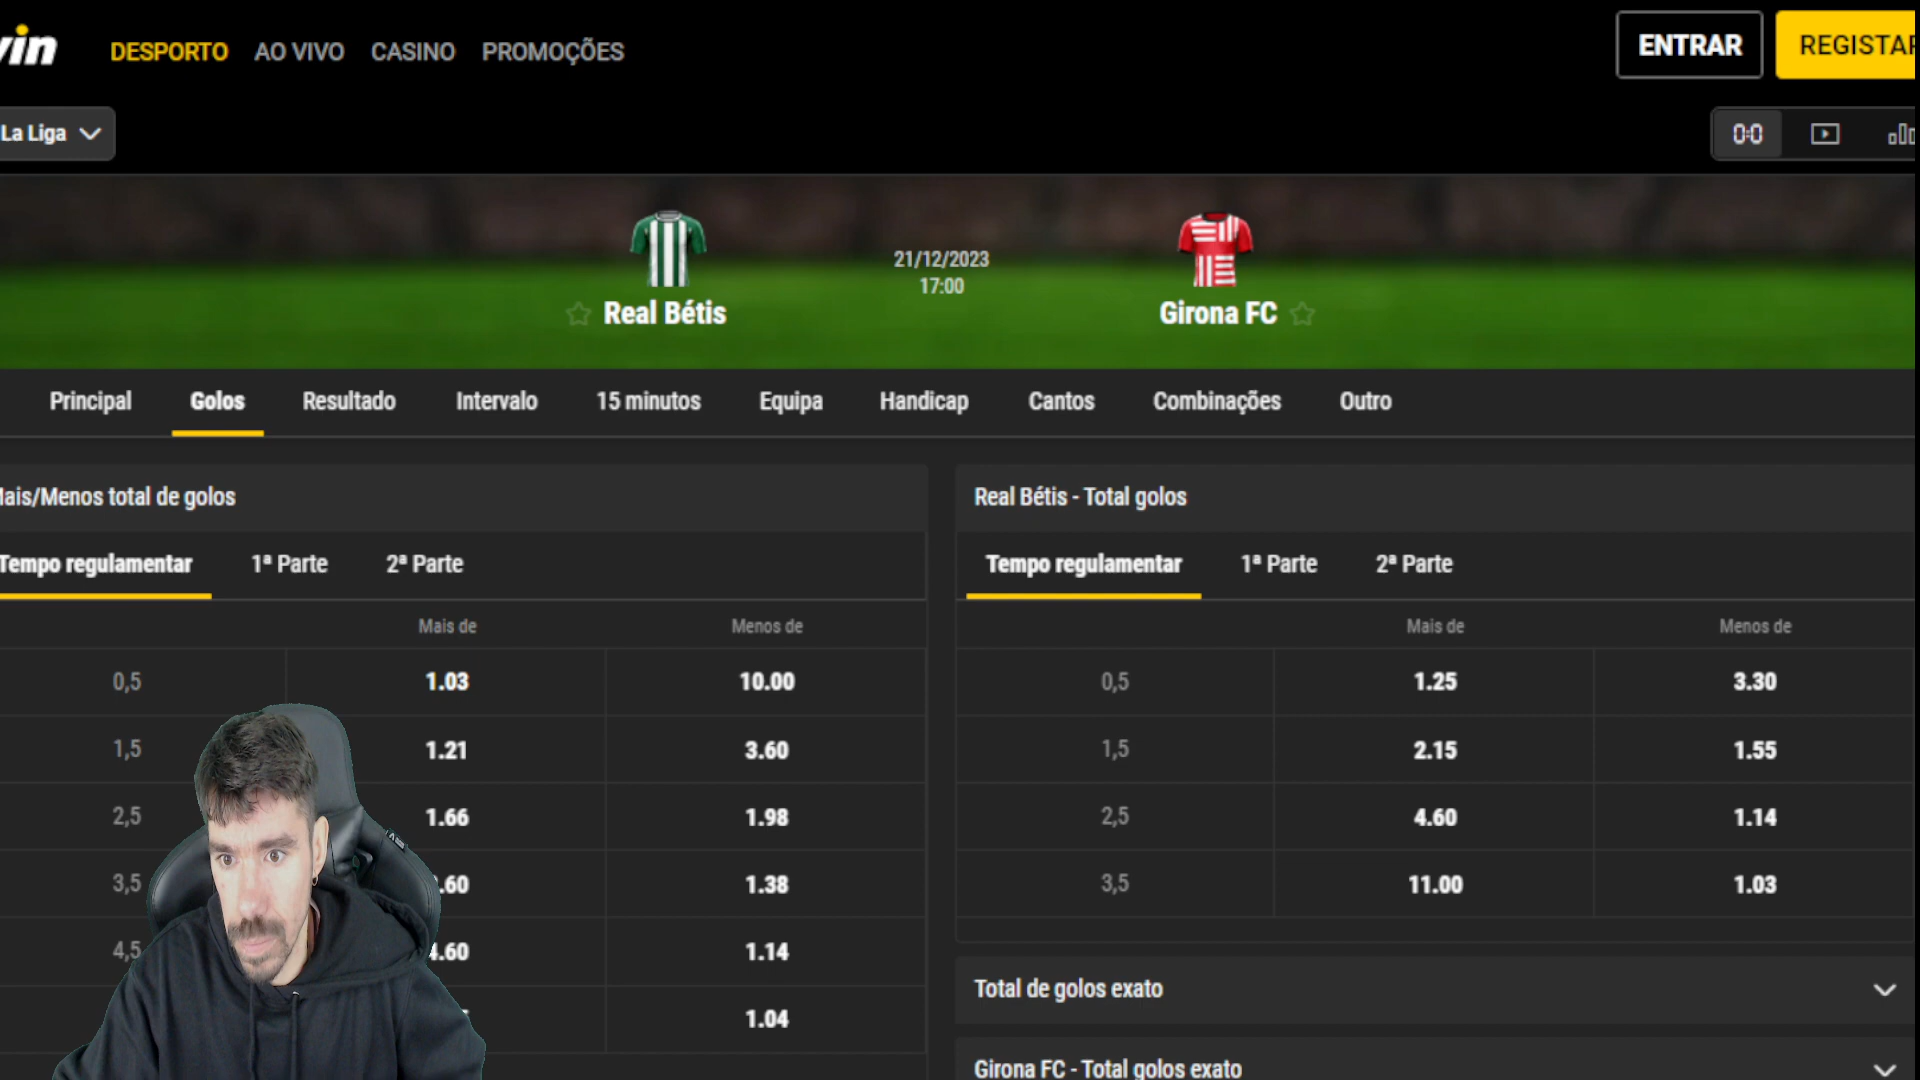 DESPORTO AO VIVO CASINO PROMOÇÕES ENTRAR
La Liga 0:0
21/12/2023
17:00
Real Bétis Girona FC
Principal Golos Resultado Intervalo 15 minutos Equipa Handicap Cantos Combinações Outro
total de golos Real Bétis - Total golos
Tempo regulamentar 1ª Parte 2ª Parte Tempo regulamentar 1ª Parte 2ª Parte
Mais de Menos de Mais de Menos de
0,5 1.03 10.00 0,5 1.25 3.30
1,5 1.21 3.60 1,5 2.15 1.55
2,5 1.66 1.98 2,5 4.60 1.14
3,5 .60 1.38 3,5 11.00 1.03
4,5 4.60 1.14
1.04
Total de golos exato
Girona FC - Total golos exato